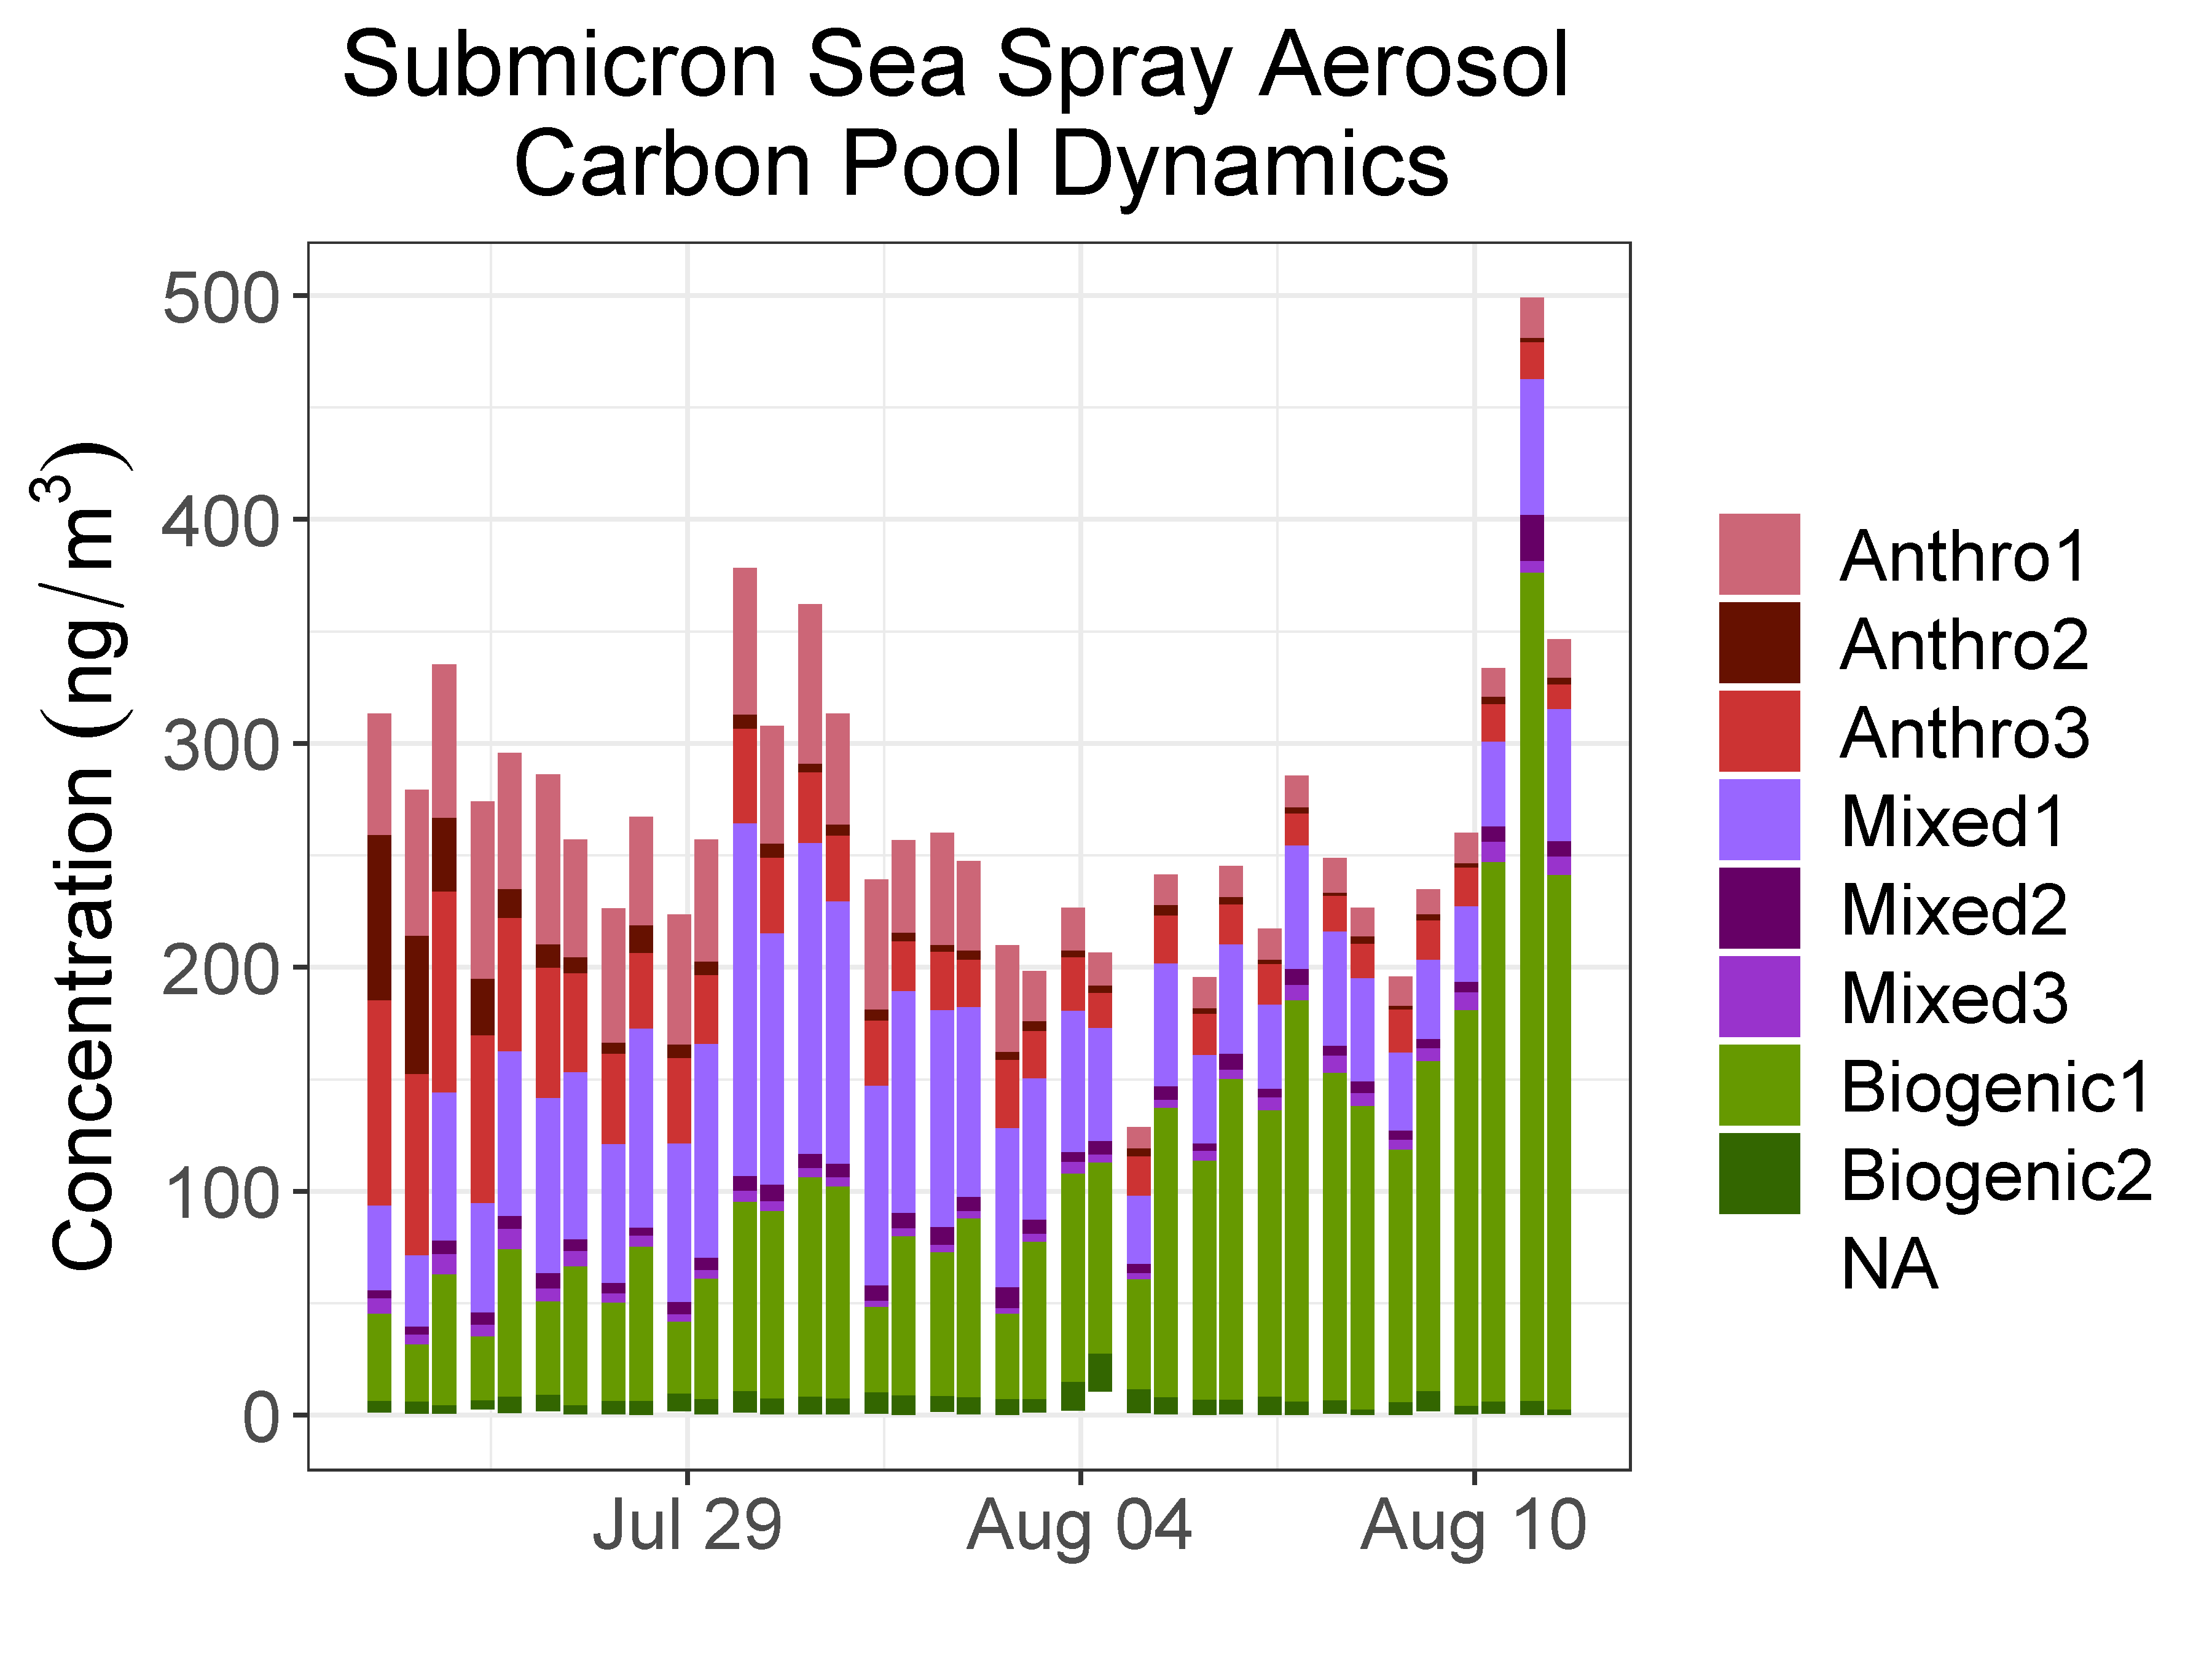 Submicron Sea Spray Aerosol
Carbon Pool Dynamics
Concentration (ng/m³)
500
400
300
200
100
0
Jul 29
Aug 04
Aug 10
Anthro1
Anthro2
Anthro3
Mixed1
Mixed2
Mixed3
Biogenic1
Biogenic2
NA